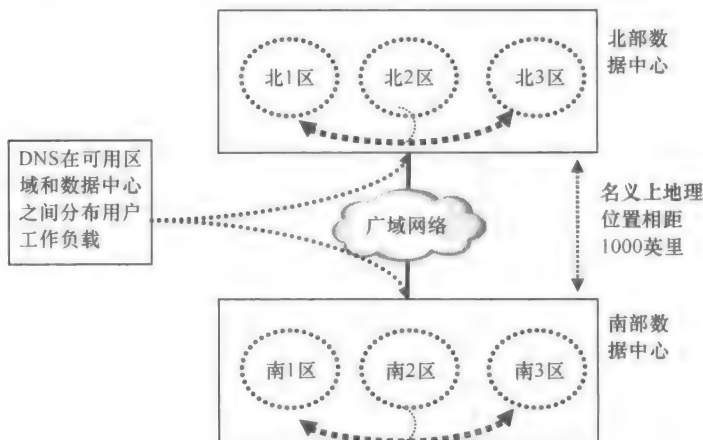 北部数
据中心
北1区
北2区
北3区
DNS在可用区
域和数据中心
之间分布用户
工作负载
广域网络
名义上地理
位置相距
1000英里
南部数
据中心
南1区
南2区
南3区